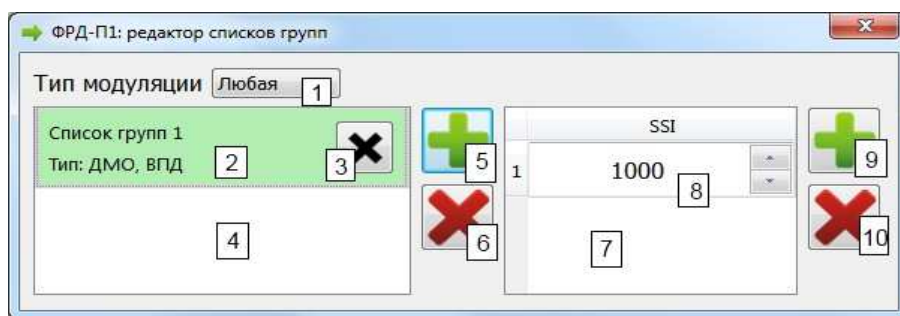 ФРД-П1: редактор списков групп
Тип модуляции Любая 1
Список групп 1
Тип: ДМО, ВПД 2
3
4
5
6
SSI
1 1000 8
7
9
10